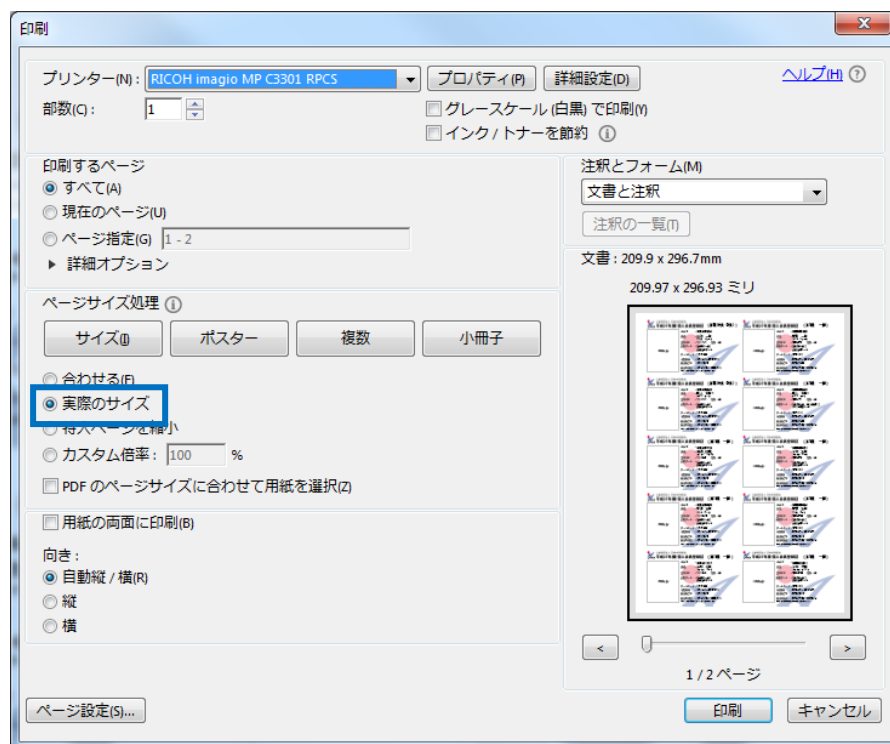 印刷
プリンター(N): RICOH imagio MP C3301 RPCS プロパティ(P) 詳細設定(D) ヘルプ(H)
部数(C): 1 グレースケール (白黒) で印刷(Y)
インク / トナーを節約
印刷するページ
すべて(A)
現在のページ(U)
ページ指定(G) 1 - 2
詳細オプション
注釈とフォーム(M)
文書と注釈
注釈の一覧(T)
ページサイズ処理
サイズ(I) ポスター 複数 小冊子
合わせる(F)
実際のサイズ
特大ページを縮小
カスタム倍率: 100 %
PDF のページサイズに合わせて用紙を選択(Z)
用紙の両面に印刷(B)
向き:
自動縦 / 横(R)
縦
横
文書 : 209.9 x 296.7mm
209.97 x 296.93 ミリ
< >
1 / 2 ページ
ページ設定(S)... 印刷 キャンセル